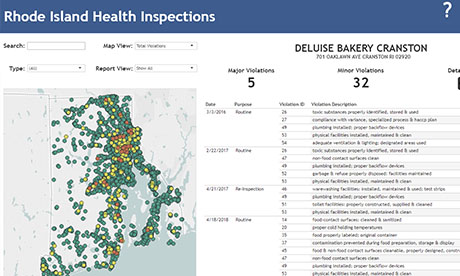 Rhode Island Health Inspections
?
Search:
Map View: Total Violations
Type: (All)
Report View: Show All
DELUISE BAKERY CRANSTON
701 OAKLAWN AVE CRANSTON RI 02920
Major Violations
Minor Violations
Deta
5
32
Date Purpose Violation ID Violation Description
3/3/2016 Routine 26 toxic substances properly identified, stored & used
27 compliance with variance, specialized process & haccp plan
49 plumbing installed; proper backflow devices
53 physical facilities installed, maintained & clean
54 adequate ventilation & lighting; designated areas used
2/22/2017 Routine 26 toxic substances properly identified, stored & used
47 non-food contact surfaces clean
49 plumbing installed; proper backflow devices
52 garbage & refuse properly disposed; facilities maintained
53 physical facilities installed, maintained & clean
6/21/2017 Re-Inspection 46 warewashing facilities: installed, maintained, & used; test strips
49 plumbing installed; proper backflow devices
51 toilet facilities: properly constructed, supplied & cleaned
53 physical facilities installed, maintained & clean
4/18/2018 Routine 14 food-contact surfaces: cleaned & sanitized
20 proper cold holding temperatures
35 food properly labeled; original container
37 contamination prevented during food preparation, storage & display
45 food & non-food contact surfaces cleanable, properly designed, constr
47 non-food contact surfaces clean
49 plumbing installed; proper backflow devices
53 physical facilities installed, maintained & clean